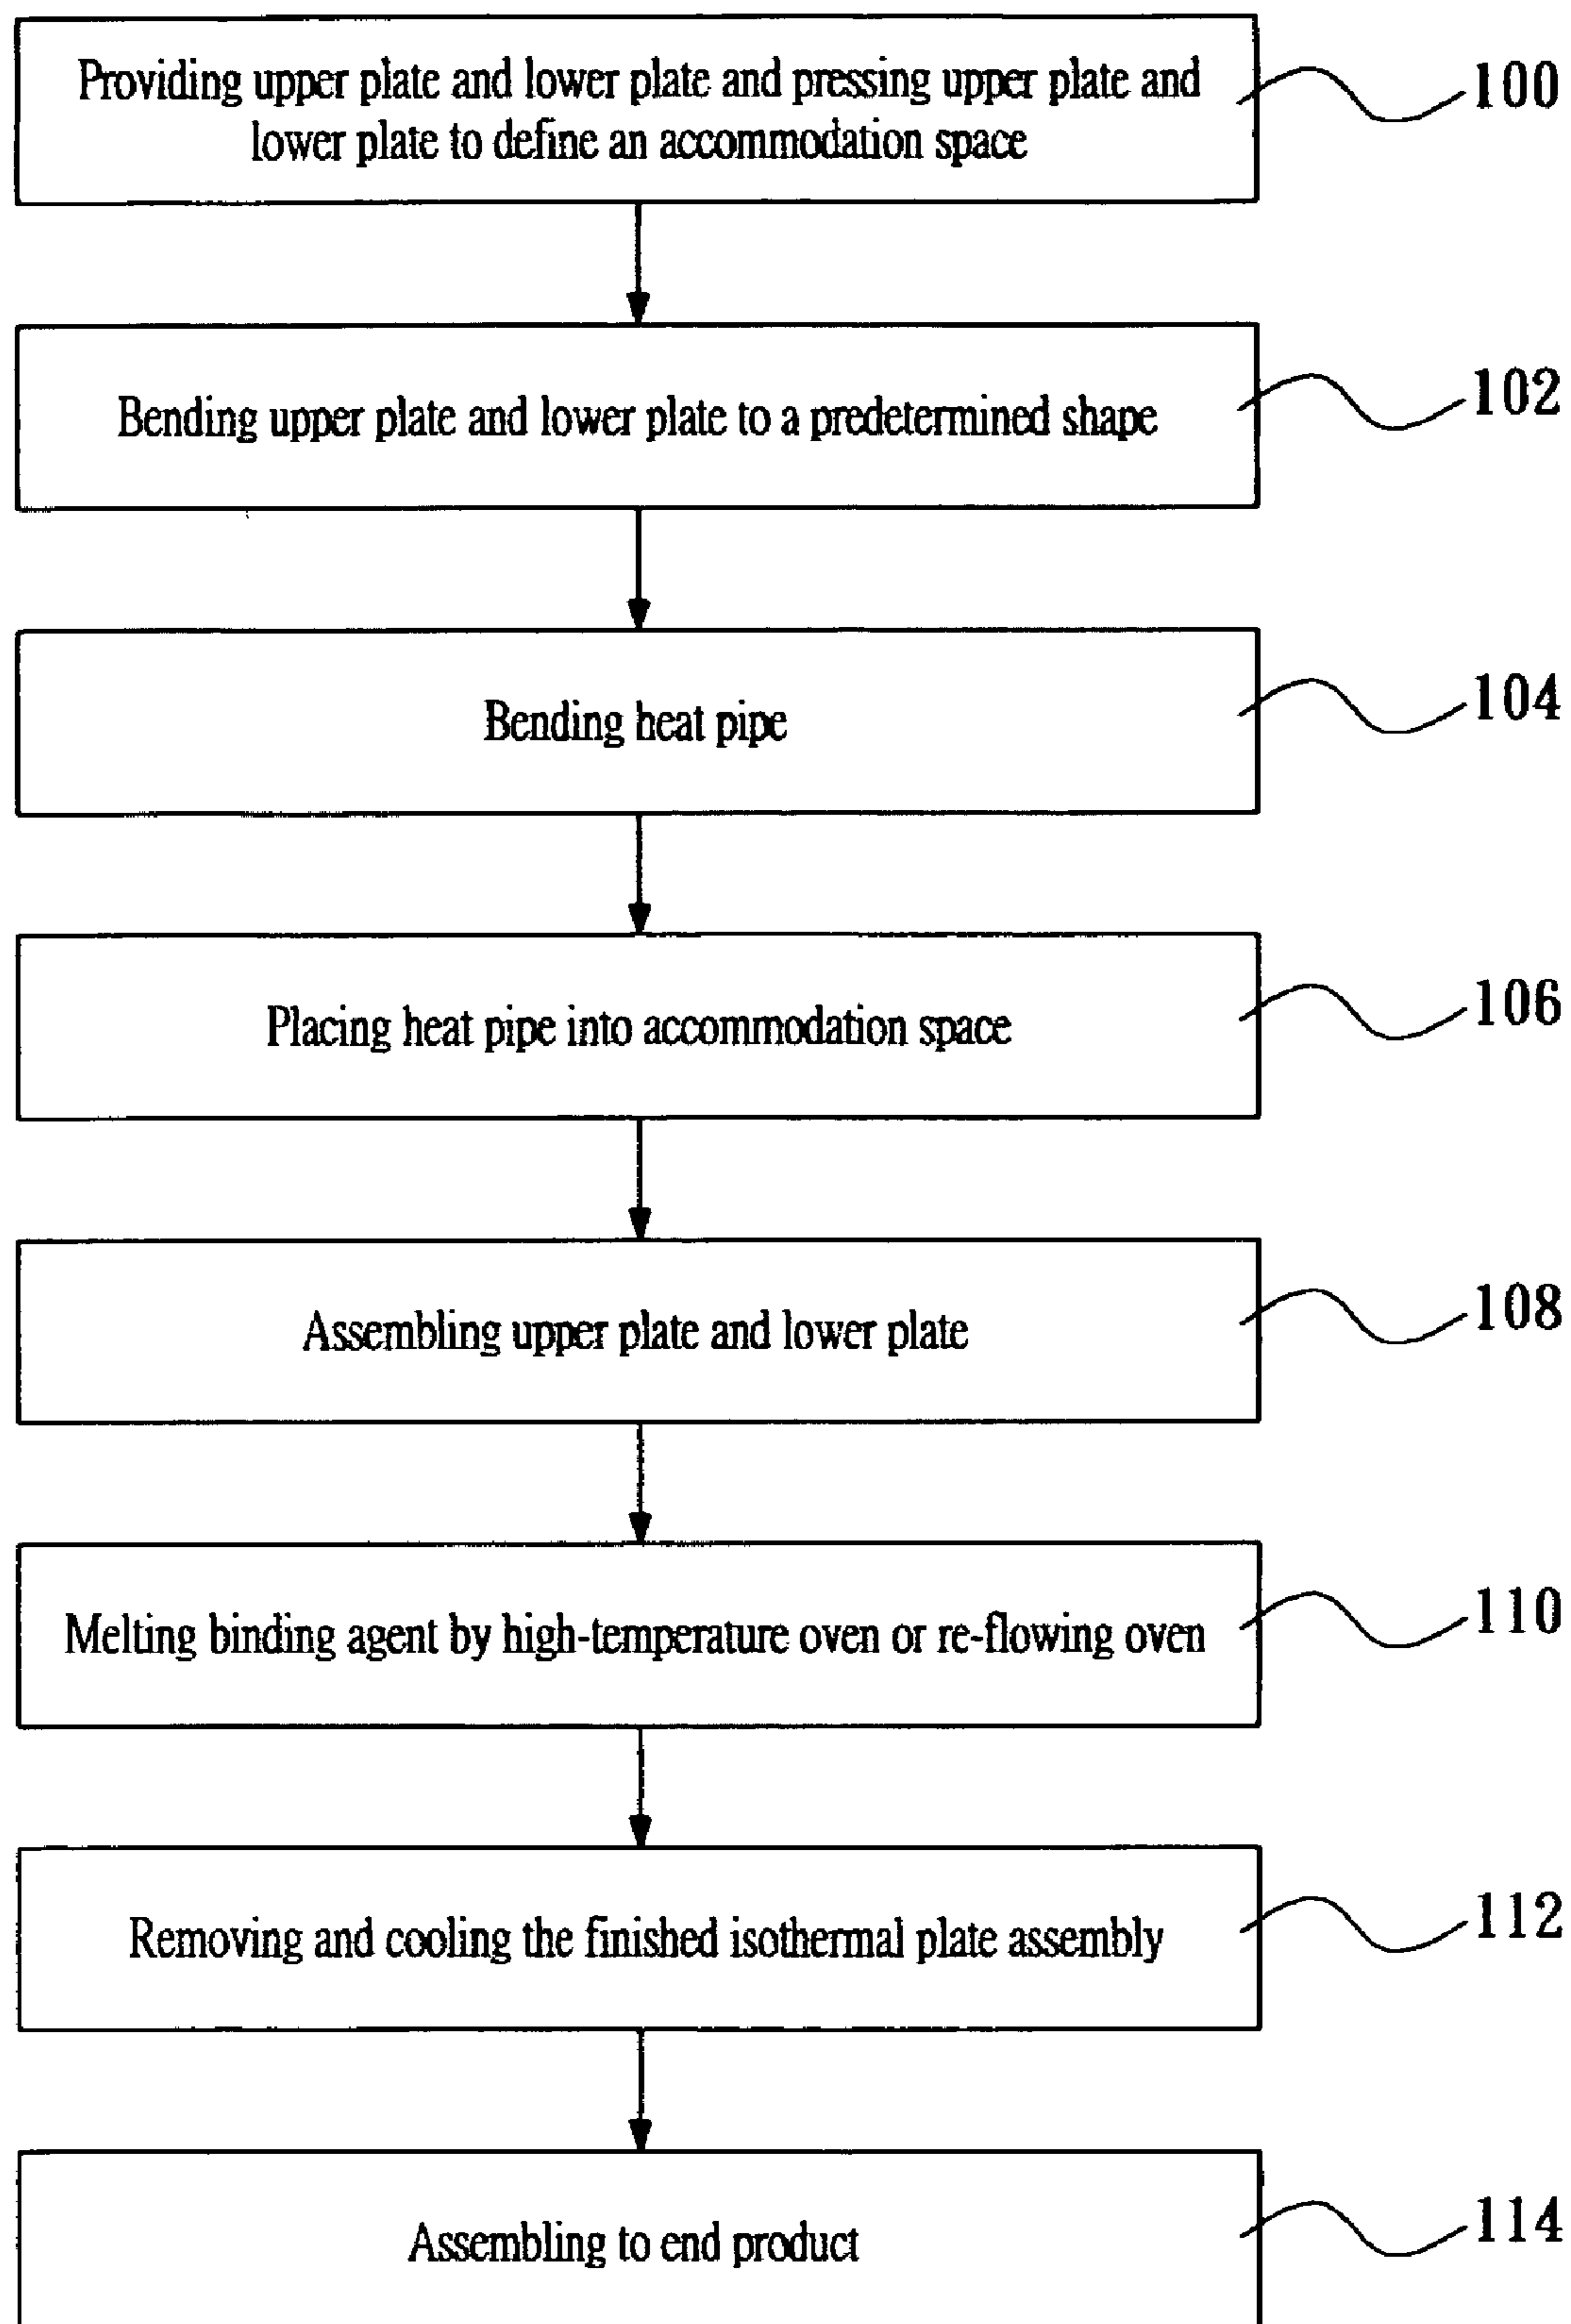 Providing upper plate and lower plate and pressing upper plate and
lower plate to define an accommodation space
100
Bending upper plate and lower plate to a predetermined shape
102
Bending heat pipe
104
Placing heat pipe into accommodation space
106
Assembling upper plate and lower plate
108
Melting binding agent by high-temperature oven or re-flowing oven
110
Removing and cooling the finished isothermal plate assembly
112
Assembling to end product
114